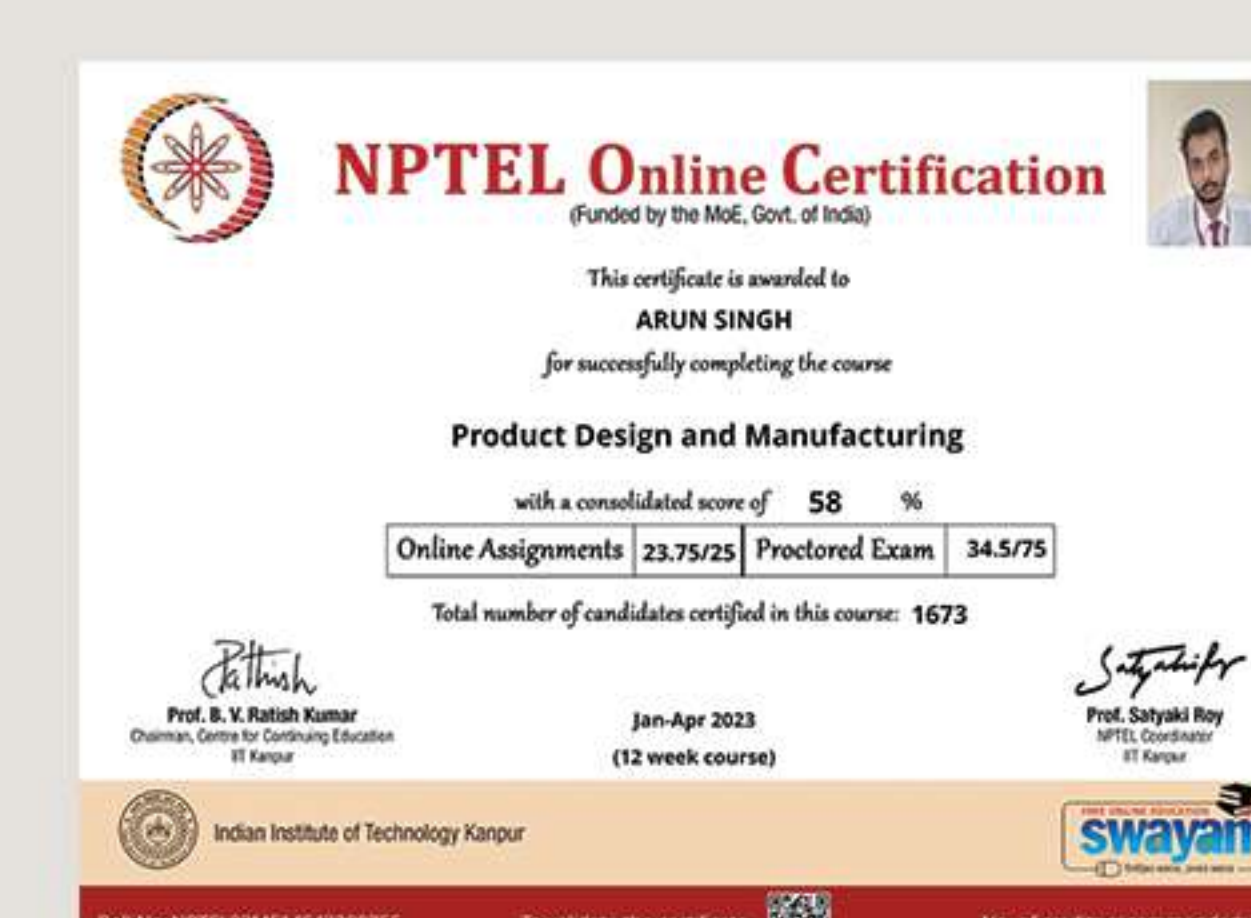 NPTEL Online Certification
(Funded by the MoE, Govt. of India)
This certificate is awarded to
ARUN SINGH
for successfully completing the course
Product Design and Manufacturing
with a consolidated score of 58 %
Online Assignments 23.75/25 Proctored Exam 34.5/75
Total number of candidates certified in this course: 1673
Prof. B. V. Ratish Kumar
Chairman, Centre for Continuing Education
IIT Kanpur
Jan-Apr 2023
(12 week course)
Prof. Satyaki Roy
NPTEL Coordinator
IIT Kanpur
Indian Institute of Technology Kanpur
FREE ONLINE EDUCATION
swayam